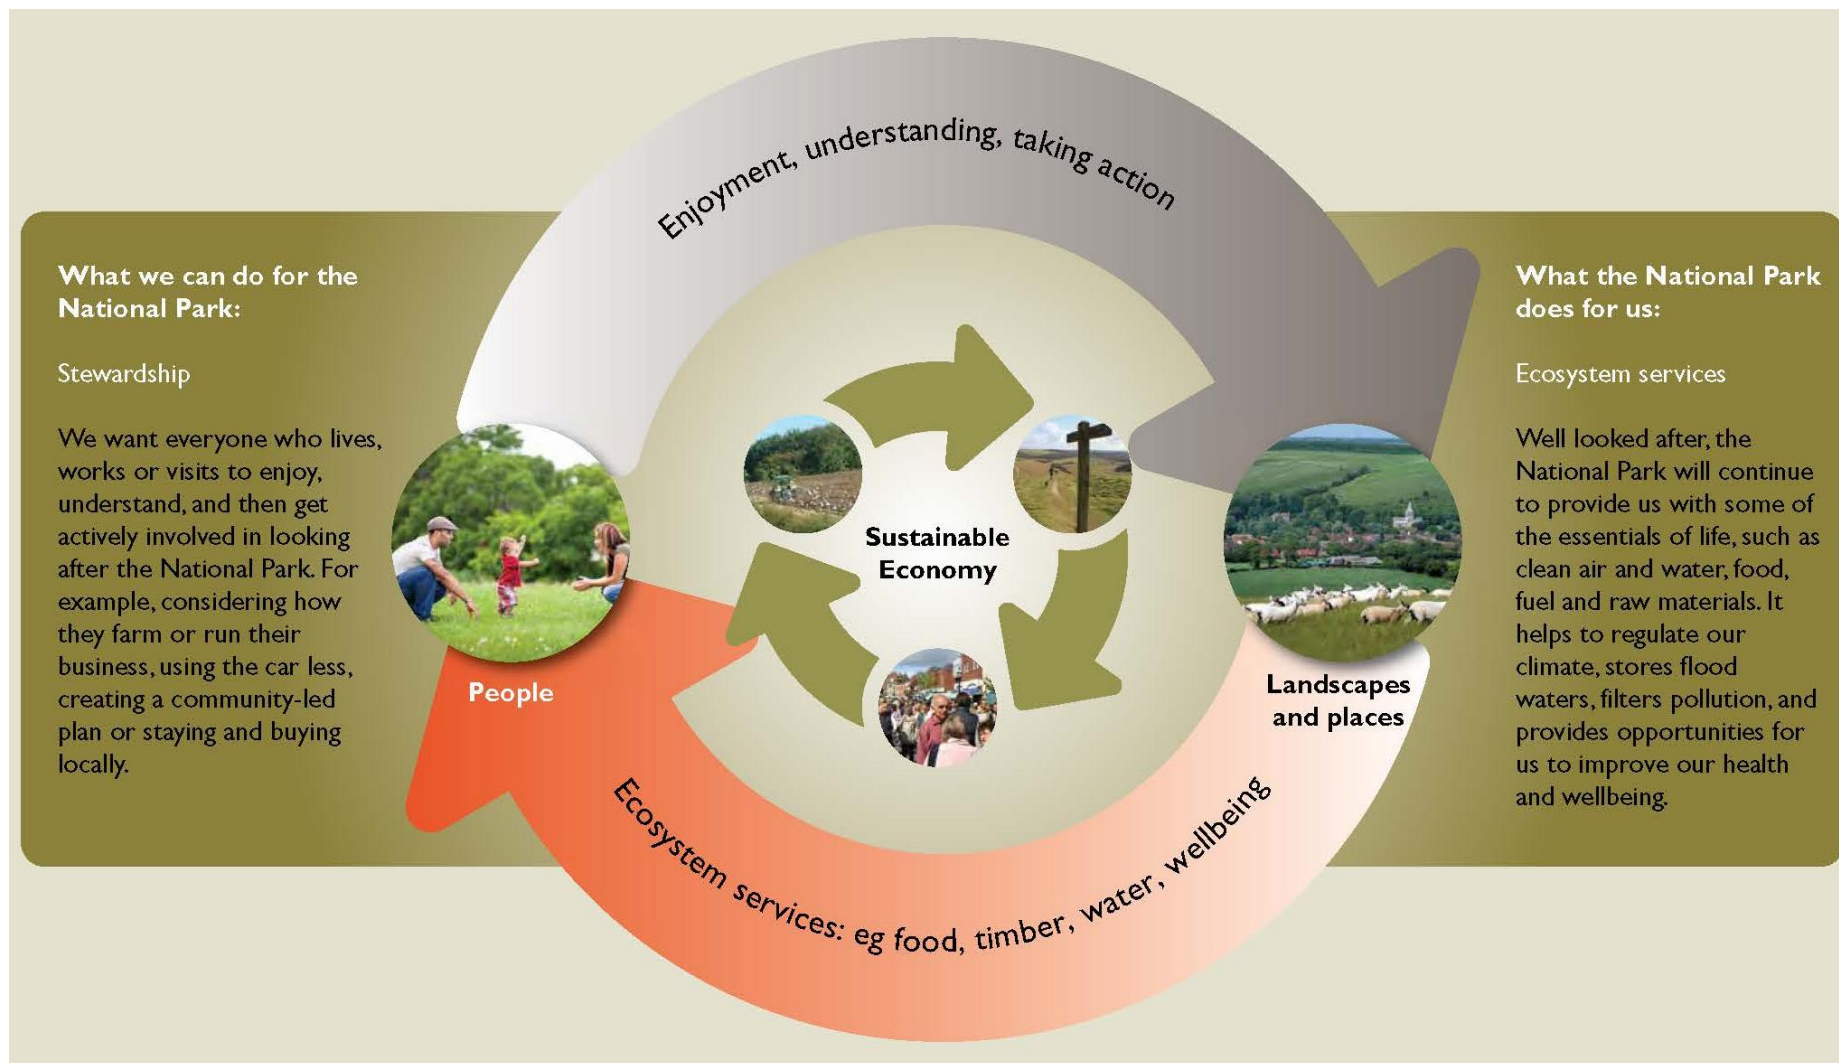 Enjoyment, understanding, taking action
What we can do for the
National Park:
Stewardship
We want everyone who lives,
works or visits to enjoy,
understand, and then get
actively involved in looking
after the National Park. For
example, considering how
they farm or run their
business, using the car less,
creating a community-led
plan or staying and buying
locally.
People
Sustainable
Economy
Landscapes
and places
Ecosystem services: eg food, timber, water, wellbeing
What the National Park
does for us:
Ecosystem services
Well looked after, the
National Park will continue
to provide us with some of
the essentials of life, such as
clean air and water, food,
fuel and raw materials. It
helps to regulate our
climate, stores flood
waters, filters pollution, and
provides opportunities for
us to improve our health
and wellbeing.